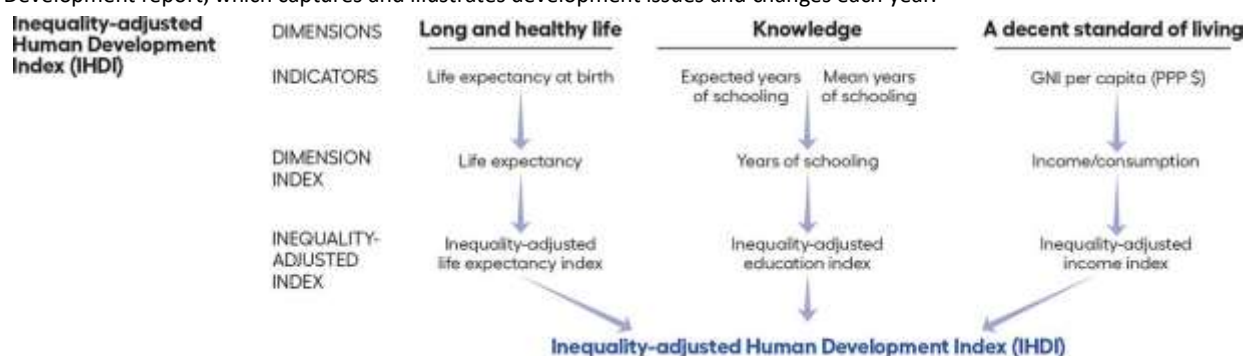 Development report, which captures and illustrates development issues and changes each year.
Inequality-adjusted
Human Development
Index (IHDI)
DIMENSIONS
Long and healthy life
Knowledge
A decent standard of living
INDICATORS
Life expectancy at birth
Expected years
of schooling
Mean years
of schooling
GNI per capita (PPP $)
DIMENSION
INDEX
Life expectancy
Years of schooling
Income/consumption
INEQUALITY-
ADJUSTED
INDEX
Inequality-adjusted
life expectancy index
Inequality-adjusted
education index
Inequality-adjusted
income index
Inequality-adjusted Human Development Index (IHDI)